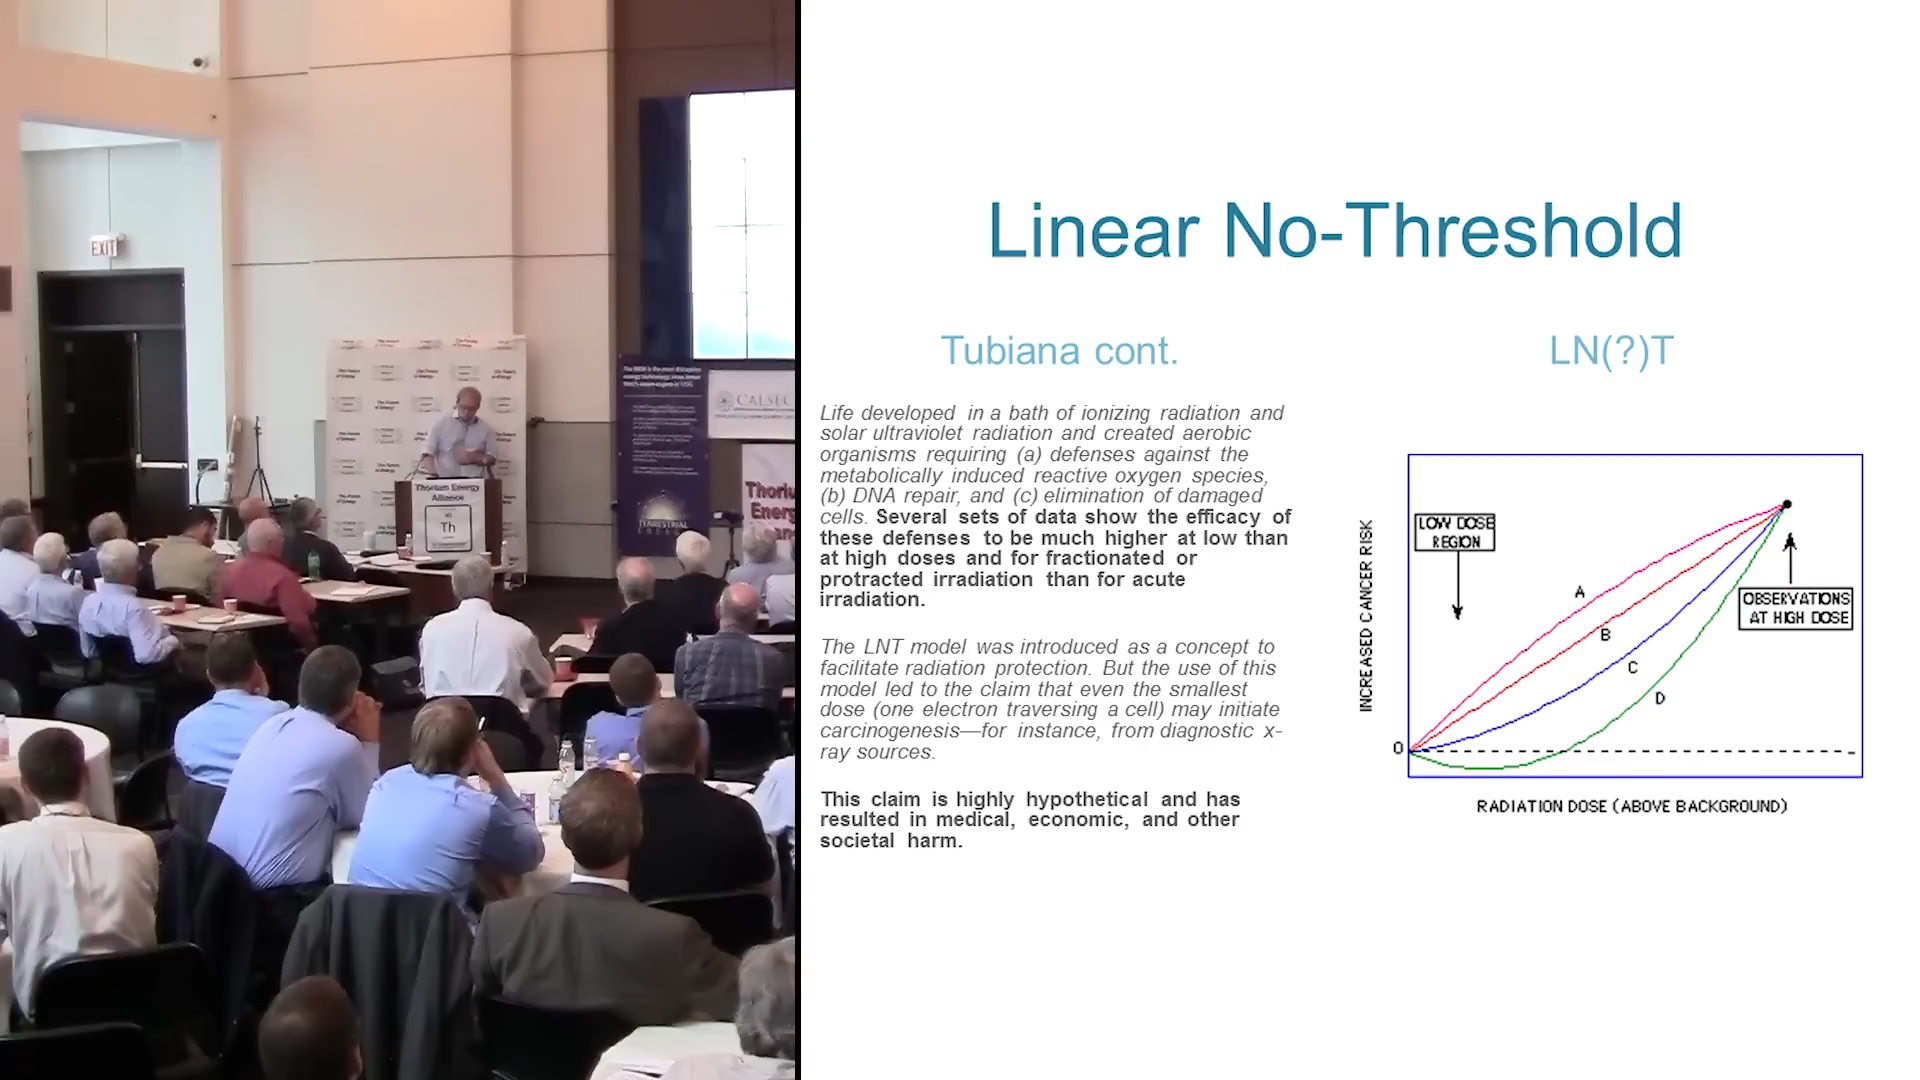 EXIT
Thorium Energy
Alliance
Th
TERRESTRIAL
ENERGY
CALSEC
Linear No-Threshold
Tubiana cont.
Life developed in a bath of ionizing radiation and
solar ultraviolet radiation and created aerobic
organisms requiring (a) defenses against the
metabolically induced reactive oxygen species,
(b) DNA repair, and (c) elimination of damaged
cells. Several sets of data show the efficacy of
these defenses to be much higher at low than
at high doses and for fractionated or
protracted irradiation than for acute
irradiation.
The LNT model was introduced as a concept to
facilitate radiation protection. But the use of this
model led to the claim that even the smallest
dose (one electron traversing a cell) may initiate
carcinogenesis—for instance, from diagnostic x-
ray sources.
This claim is highly hypothetical and has
resulted in medical, economic, and other
societal harm.
LN(?)T
INCREASED CANCER RISK
LOW DOSE
REGION
A
B
C
D
OBSERVATIONS
AT HIGH DOSE
0
RADIATION DOSE (ABOVE BACKGROUND)